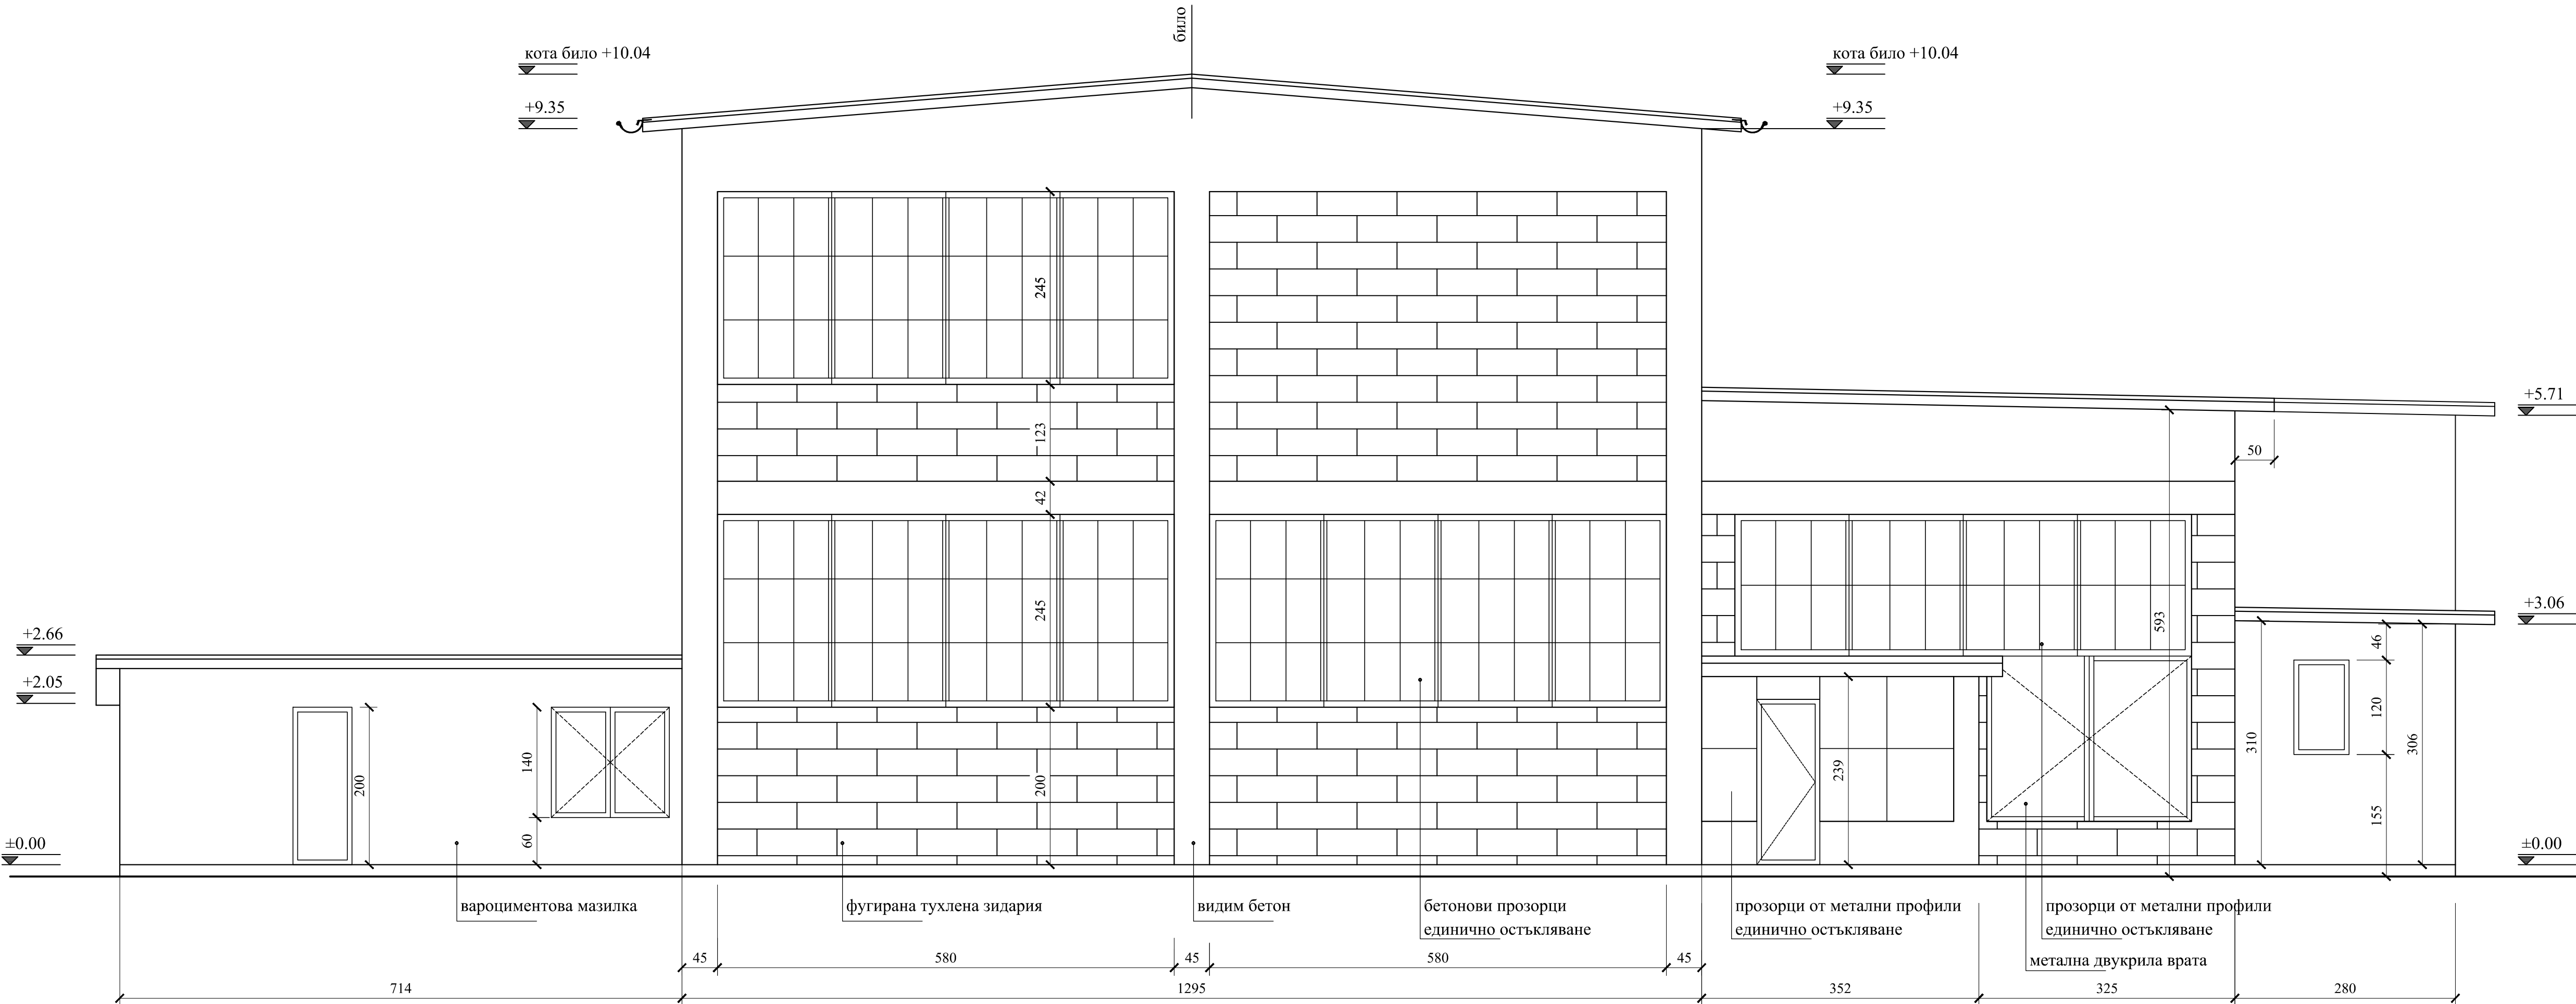 било
кота било +10.04
кота било +10.04
+9.35
+9.35
245
123
42
245
200
+5.71
50
+3.06
593
46
120
155
306
310
239
+2.66
+2.05
±0.00
200
140
60
±0.00
вароциментова мазилка
фугирана тухлена зидария
видим бетон
бетонови прозорци
единично остъкляване
прозорци от метални профили
единично остъкляване
прозорци от метални профили
единично остъкляване
метална двукрила врата
45
580
45
580
45
714
1295
352
325
280